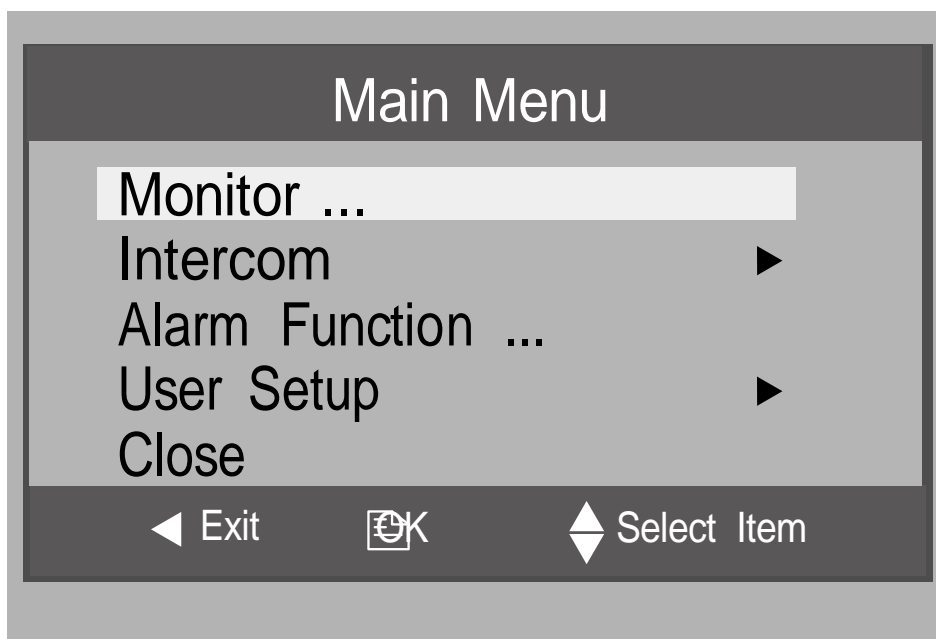 Main Menu
Monitor ...
Intercom
Alarm Function ...
User Setup
Close
Exit OK Select Item